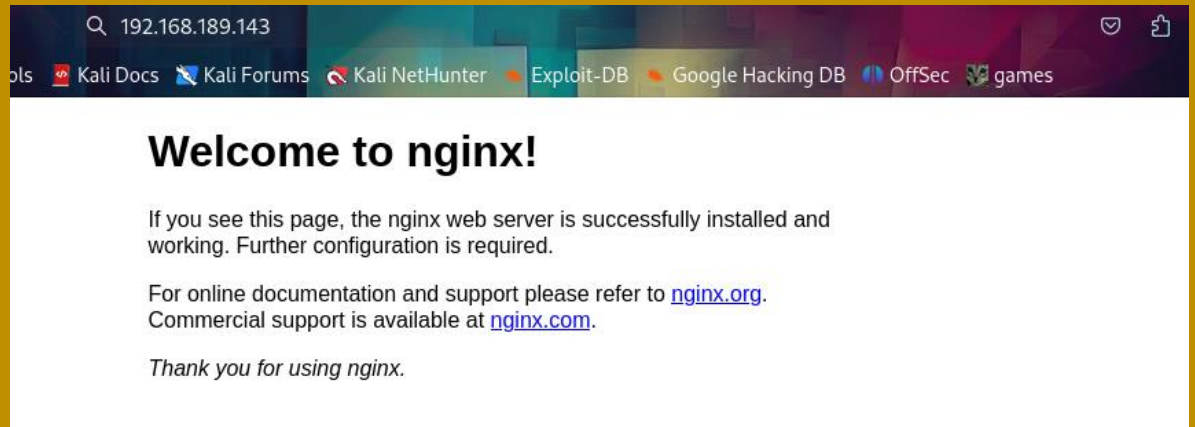 192.168.189.143
ols Kali Docs Kali Forums Kali NetHunter Exploit-DB Google Hacking DB OffSec games
Welcome to nginx!
If you see this page, the nginx web server is successfully installed and
working. Further configuration is required.
For online documentation and support please refer to nginx.org.
Commercial support is available at nginx.com.
Thank you for using nginx.